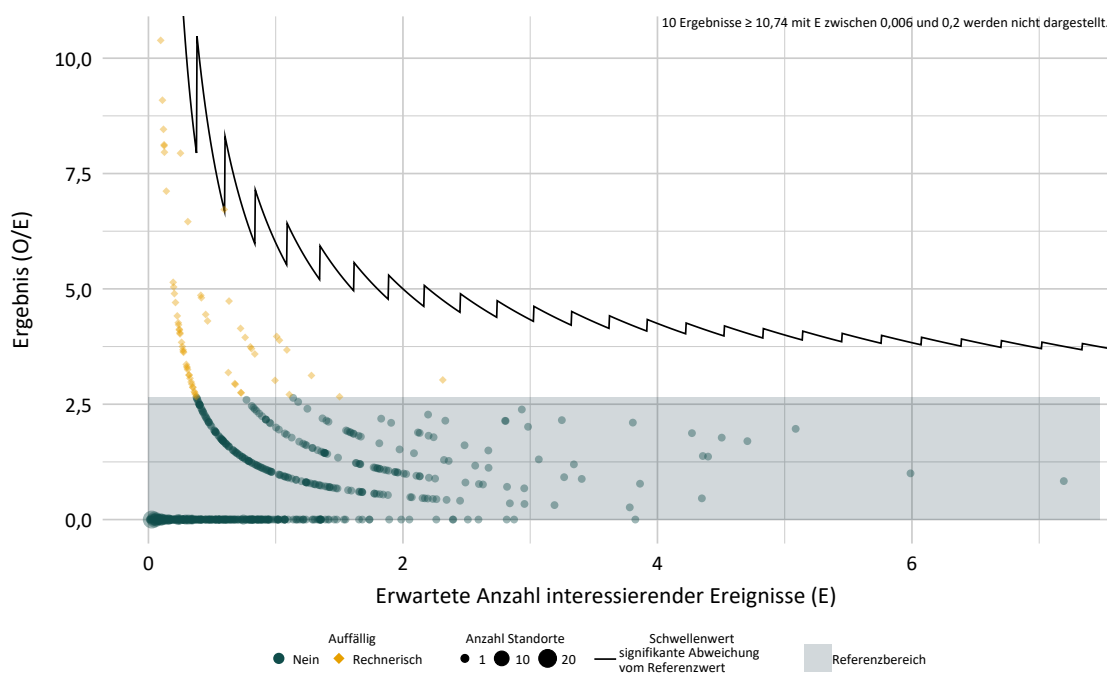 10 Ergebnisse ≥ 10,74 mit E zwischen 0,006 und 0,2 werden nicht dargestellt.
10,0
7,5
5,0
2,5
0,0
Ergebnis (O/E)
0 2 4 6
Erwartete Anzahl interessierender Ereignisse (E)
Auffällig
Nein Rechnerisch
Anzahl Standorte
1 10 20
Schwellenwert
signifikante Abweichung
vom Referenzwert
Referenzbereich